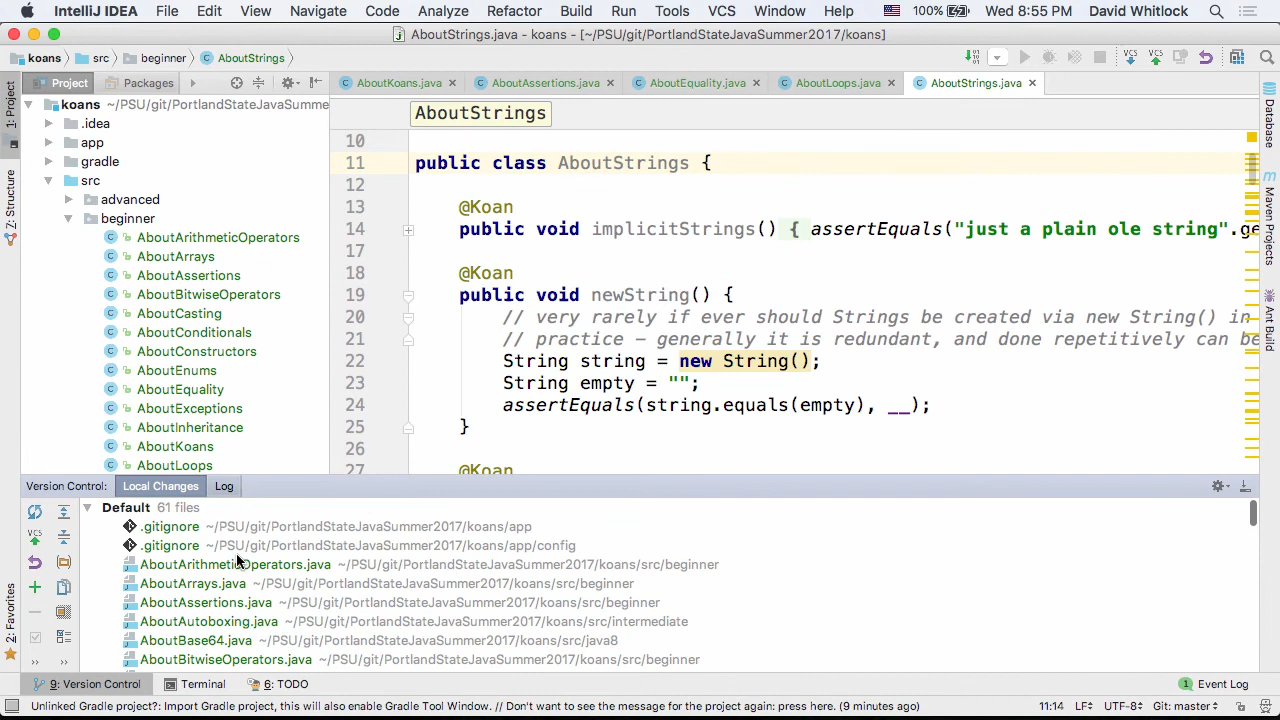 IntelliJ IDEA File Edit View Navigate Code Analyze Refactor Build Run Tools VCS Window Help 100% Wed 8:55 PM David Whitlock
AboutStrings.java - koans - [~/PSU/git/PortlandStateJavaSummer2017/koans]
koans src beginner AboutStrings
Project Packages AboutKoans.java AboutAssertions.java AboutEquality.java AboutLoops.java AboutStrings.java
koans ~/PSU/git/PortlandStateJavaSumme
.idea
app
gradle
src
advanced
beginner
AboutArithmeticOperators
AboutArrays
AboutAssertions
AboutBitwiseOperators
AboutCasting
AboutConditionals
AboutConstructors
AboutEnums
AboutEquality
AboutExceptions
AboutInheritance
AboutKoans
AboutLoops
1: Project
7: Structure
2: Favorites
AboutStrings
10
11 public class AboutStrings {
12
13 @Koan
14 public void implicitStrings() { assertEquals("just a plain ole string".ge
17
18 @Koan
19 public void newString() {
20 // very rarely if ever should Strings be created via new String() in
21 // practice - generally it is redundant, and done repetitively can be
22 String string = new String();
23 String empty = "";
24 assertEquals(string.equals(empty), __);
25 }
26
27 @Koan
Database
Maven Projects
Ant Build
Version Control: Local Changes Log
Default 61 files
.gitignore ~/PSU/git/PortlandStateJavaSummer2017/koans/app
.gitignore ~/PSU/git/PortlandStateJavaSummer2017/koans/app/config
AboutArithmeticOperators.java ~/PSU/git/PortlandStateJavaSummer2017/koans/src/beginner
AboutArrays.java ~/PSU/git/PortlandStateJavaSummer2017/koans/src/beginner
AboutAssertions.java ~/PSU/git/PortlandStateJavaSummer2017/koans/src/beginner
AboutAutoboxing.java ~/PSU/git/PortlandStateJavaSummer2017/koans/src/intermediate
AboutBase64.java ~/PSU/git/PortlandStateJavaSummer2017/koans/src/java8
AboutBitwiseOperators.java ~/PSU/git/PortlandStateJavaSummer2017/koans/src/beginner
9: Version Control Terminal 6: TODO 1 Event Log
Unlinked Gradle project?: Import Gradle project, this will also enable Gradle Tool Window. // Don't want to see the message for the project again: press here. (9 minutes ago) 11:14 LF÷ UTF-8÷ Git: master÷